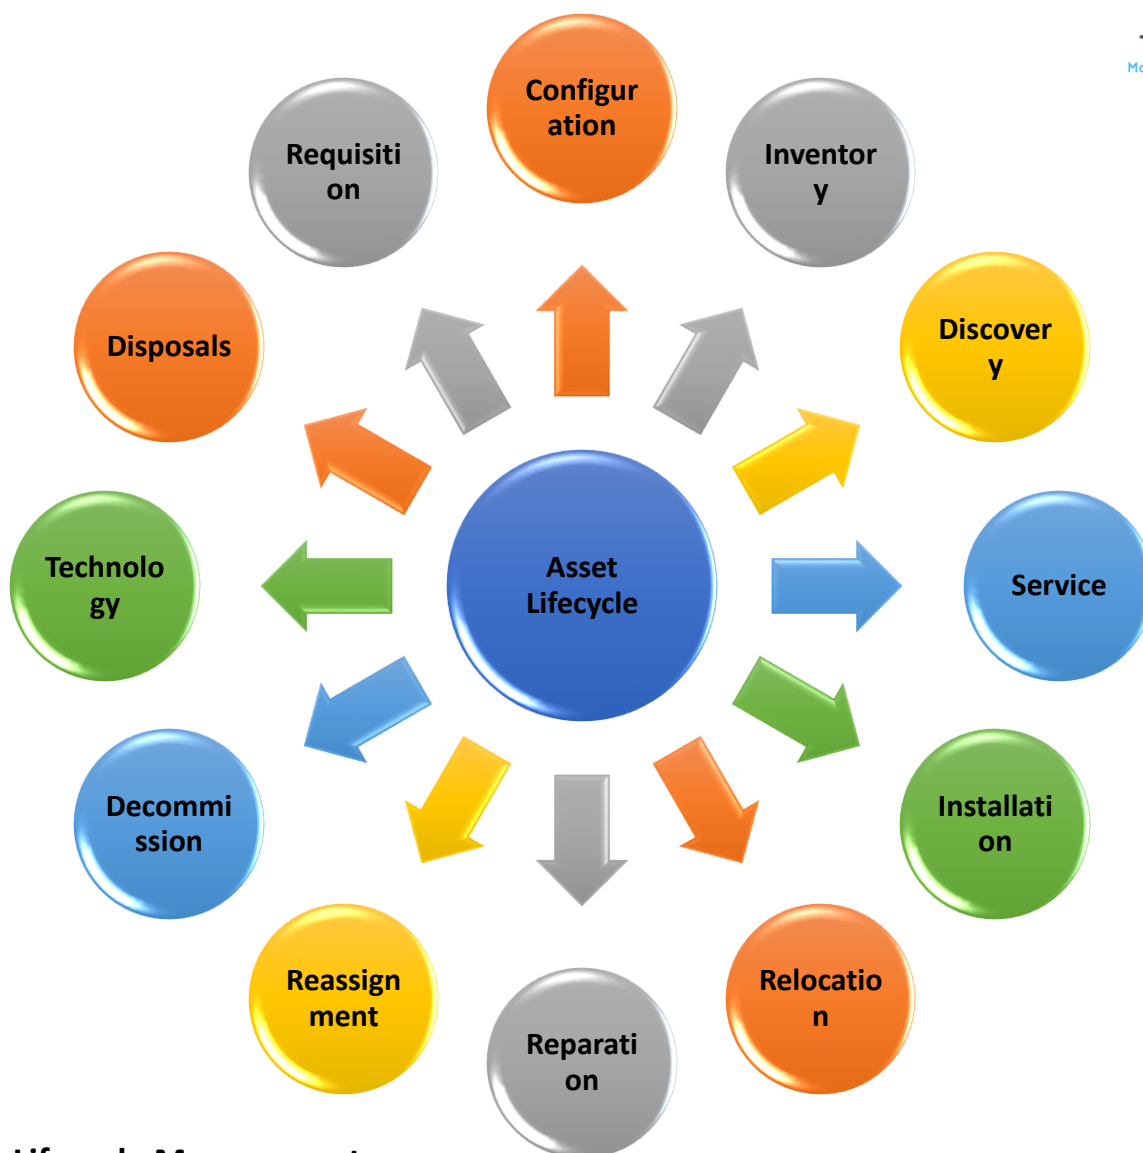 Configur
ation
Inventor
y
Discover
y
Service
Installati
on
Relocatio
n
Reparati
on
Reassign
ment
Decommi
ssion
Technolo
gy
Disposals
Requisiti
on
Asset
Lifecycle